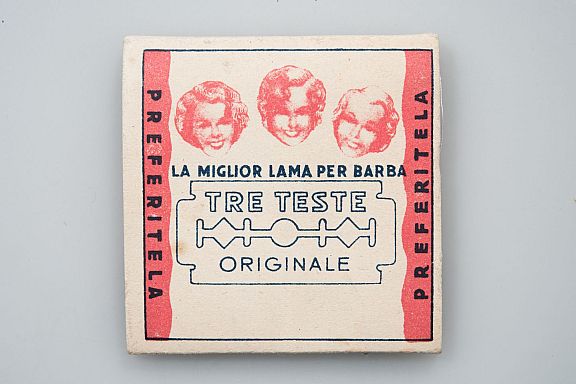 PREFERITELA
LA MIGLIOR LAMA PER BARBA
TRE TESTE
ORIGINALE
PREFERITELA